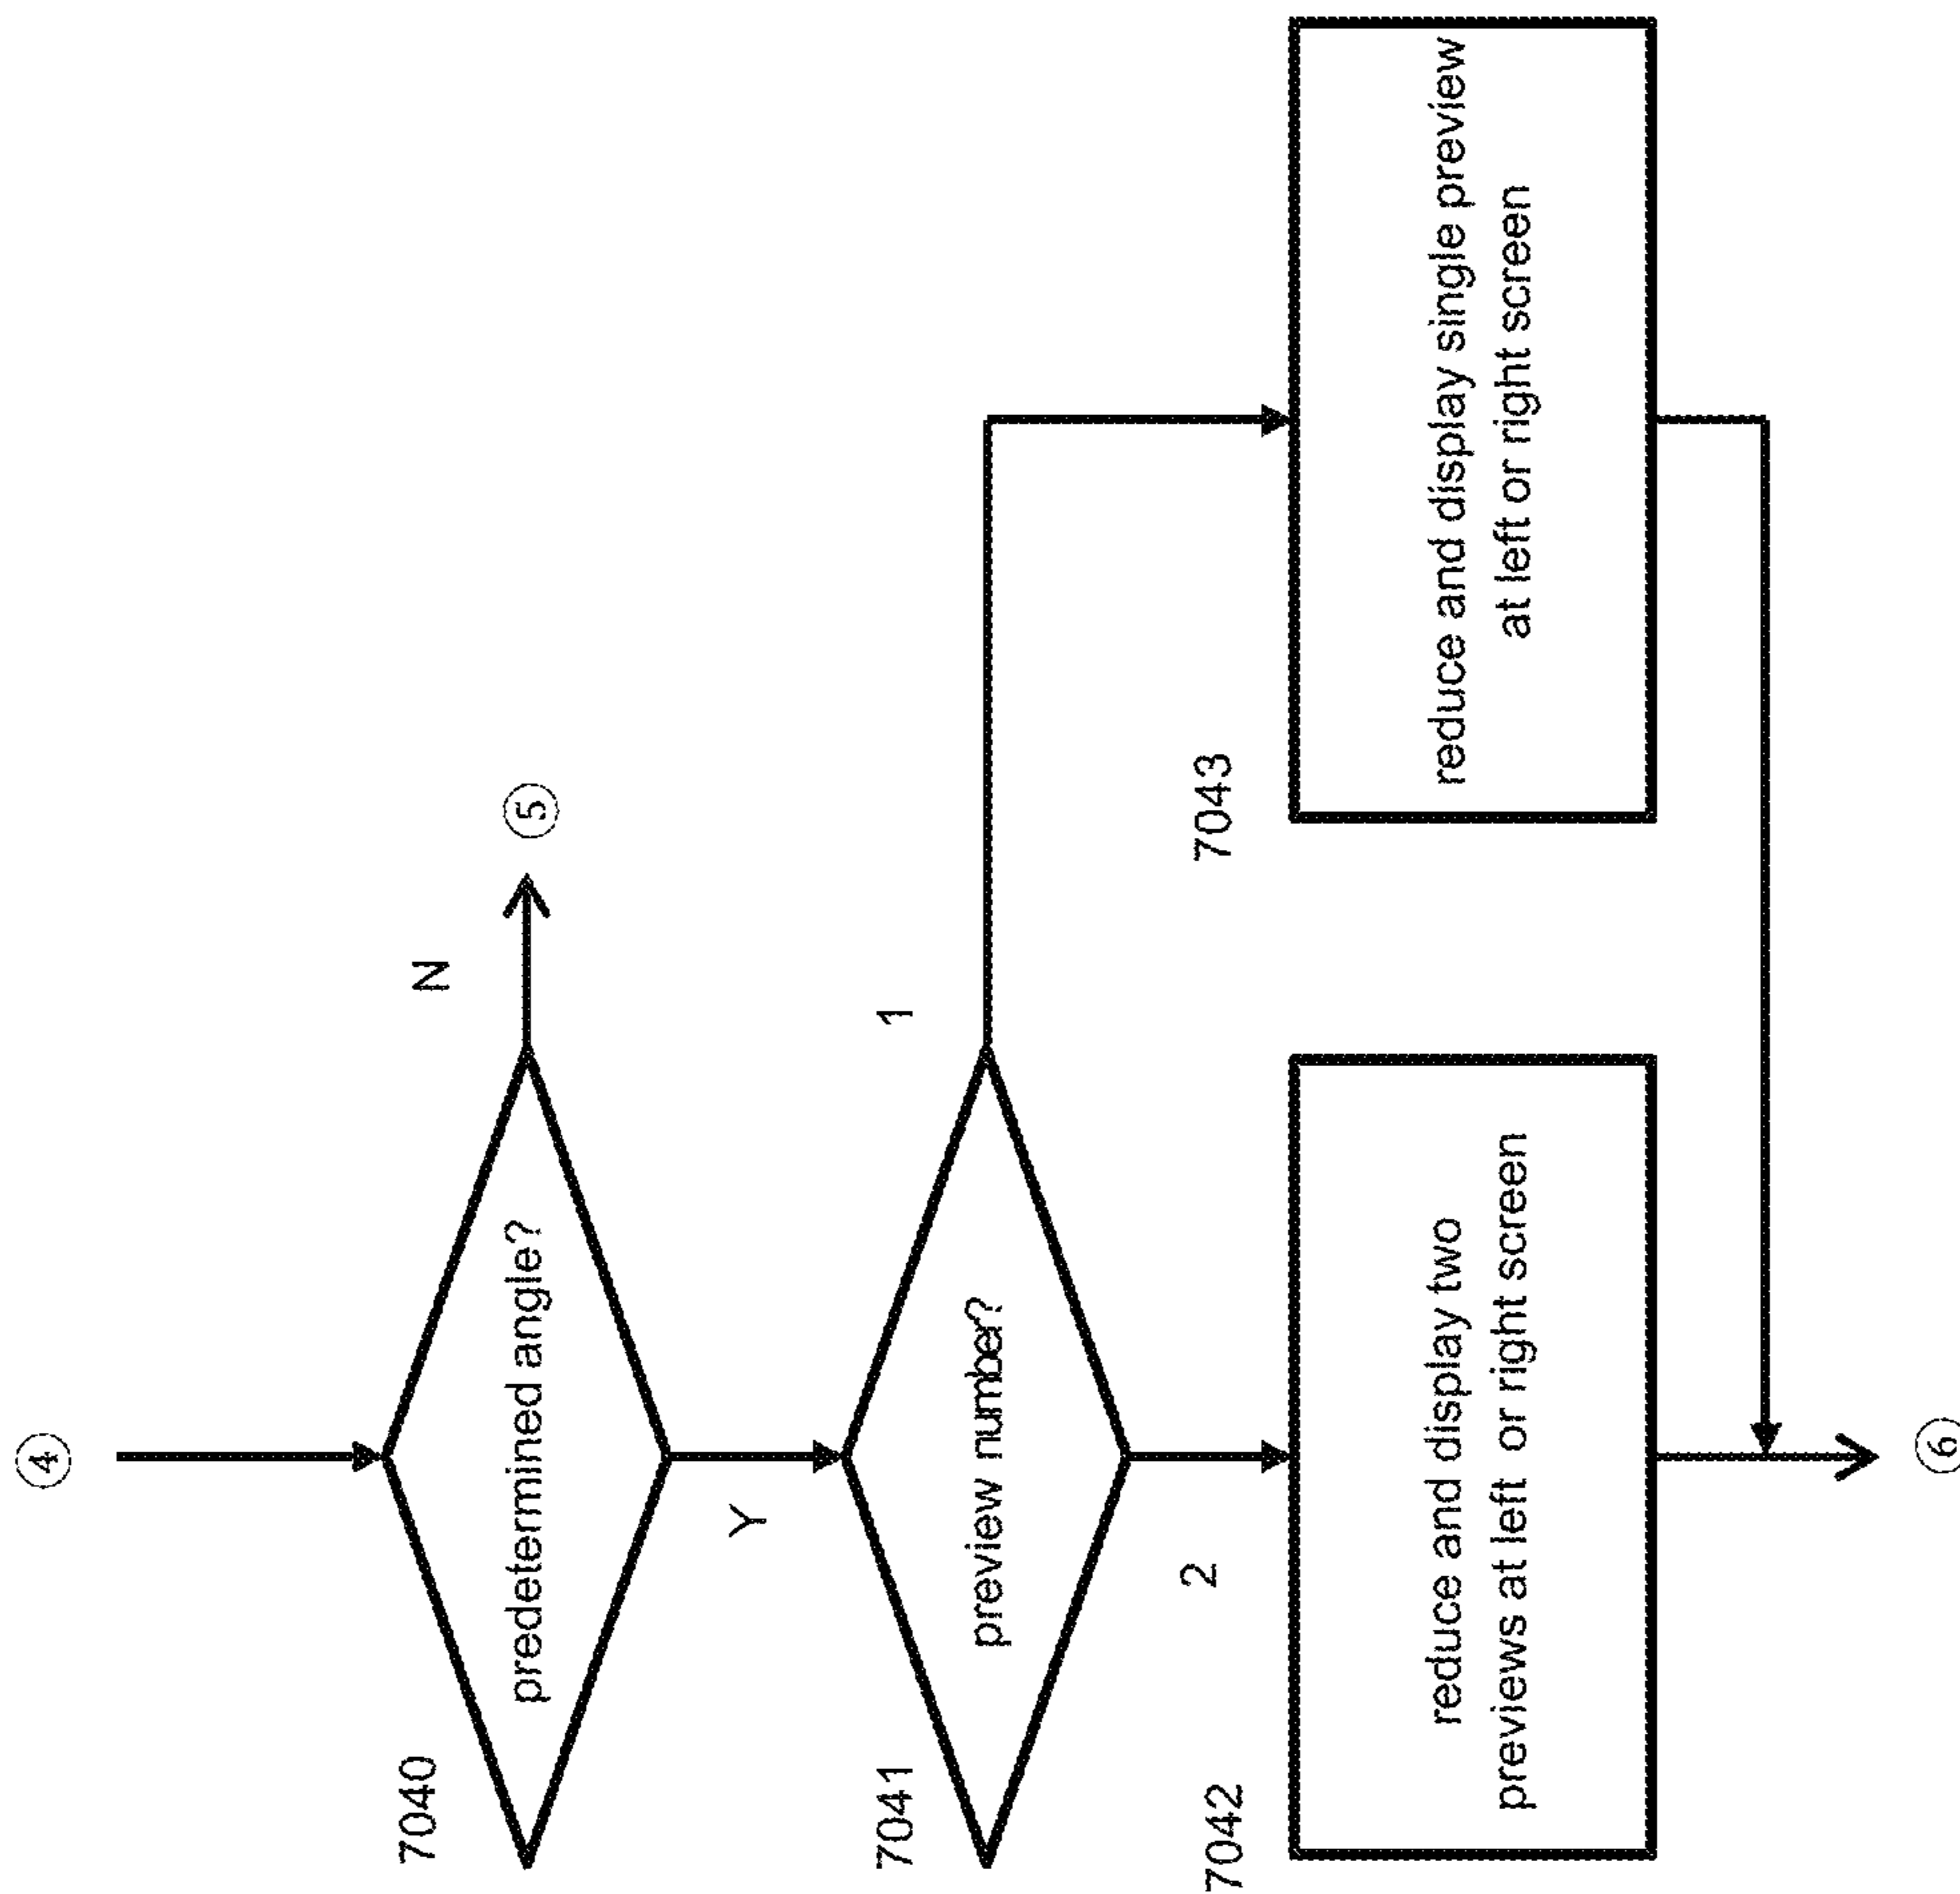 ④
7040
predetermined angle?
N
⑤
Y
7041
preview number?
1
2
7042
reduce and display two
previews at left or right screen
7043
reduce and display single preview
at left or right screen
⑥